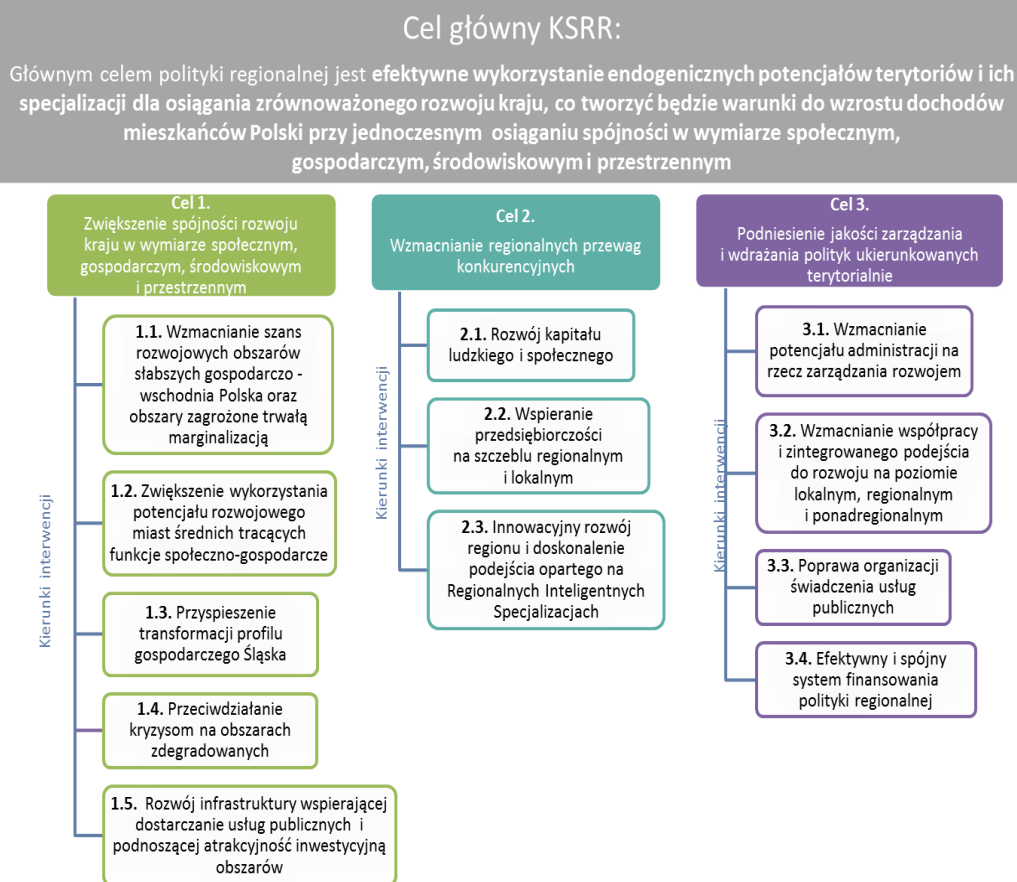 Cel główny KSRR:
Głównym celem polityki regionalnej jest efektywne wykorzystanie endogenicznych potencjałów terytoriów i ich
specjalizacji dla osiągania zrównoważonego rozwoju kraju, co tworzyć będzie warunki do wzrostu dochodów
mieszkańców Polski przy jednoczesnym osiąganiu spójności w wymiarze społecznym,
gospodarczym, środowiskowym i przestrzennym
Cel 1.
Zwiększenie spójności rozwoju
kraju w wymiarze społecznym,
gospodarczym, środowiskowym
i przestrzennym
Kierunki interwencji
1.1. Wzmacnianie szans
rozwojowych obszarów
słabszych gospodarczo -
wschodnia Polska oraz
obszary zagrożone trwałą
marginalizacją
1.2. Zwiększenie wykorzystania
potencjału rozwojowego
miast średnich tracących
funkcje społeczno-gospodarcze
1.3. Przyspieszenie
transformacji profilu
gospodarczego Śląska
1.4. Przeciwdziałanie
kryzysom na obszarach
zdegradowanych
1.5. Rozwój infrastruktury wspierającej
dostarczanie usług publicznych i
podnoszącej atrakcyjność inwestycyjną
obszarów
Cel 2.
Wzmacnianie regionalnych przewag
konkurencyjnych
Kierunki interwencji
2.1. Rozwój kapitału
ludzkiego i społecznego
2.2. Wspieranie
przedsiębiorczości
na szczeblu regionalnym
i lokalnym
2.3. Innowacyjny rozwój
regionu i doskonalenie
podejścia opartego na
Regionalnych Inteligentnych
Specjalizacjach
Cel 3.
Podniesienie jakości zarządzania
i wdrażania polityk ukierunkowanych
terytorialnie
Kierunki interwencji
3.1. Wzmacnianie
potencjału administracji na
rzecz zarządzania rozwojem
3.2. Wzmacnianie współpracy
i zintegrowanego podejścia
do rozwoju na poziomie
lokalnym, regionalnym
i ponadregionalnym
3.3. Poprawa organizacji
świadczenia usług
publicznych
3.4. Efektywny i spójny
system finansowania
polityki regionalnej